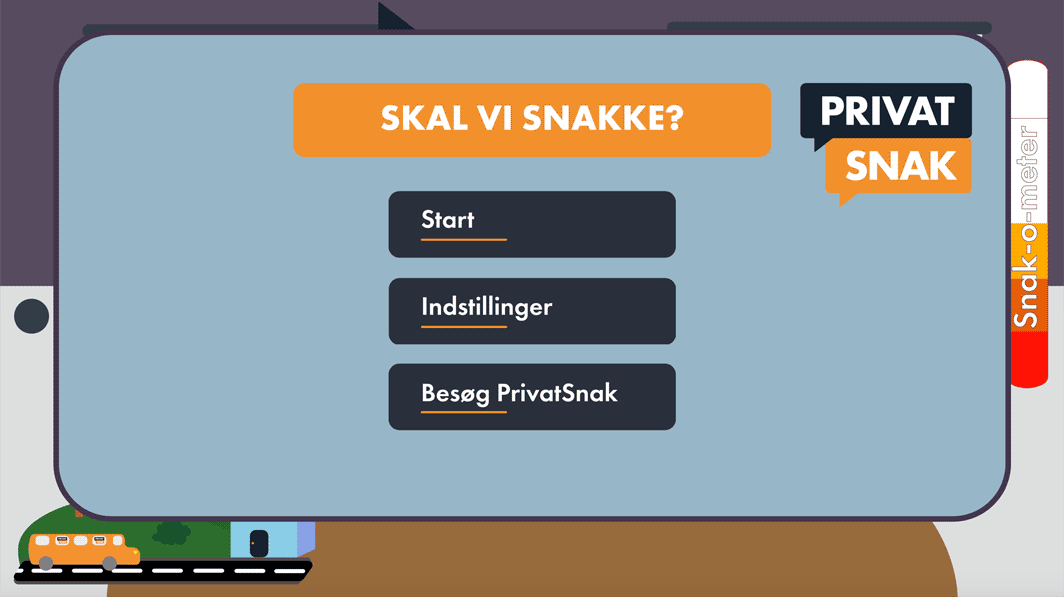 SKAL VI SNAKKE?
PRIVAT
SNAK
Start
Indstillinger
Besøg PrivatSnak
Snak-o-meter